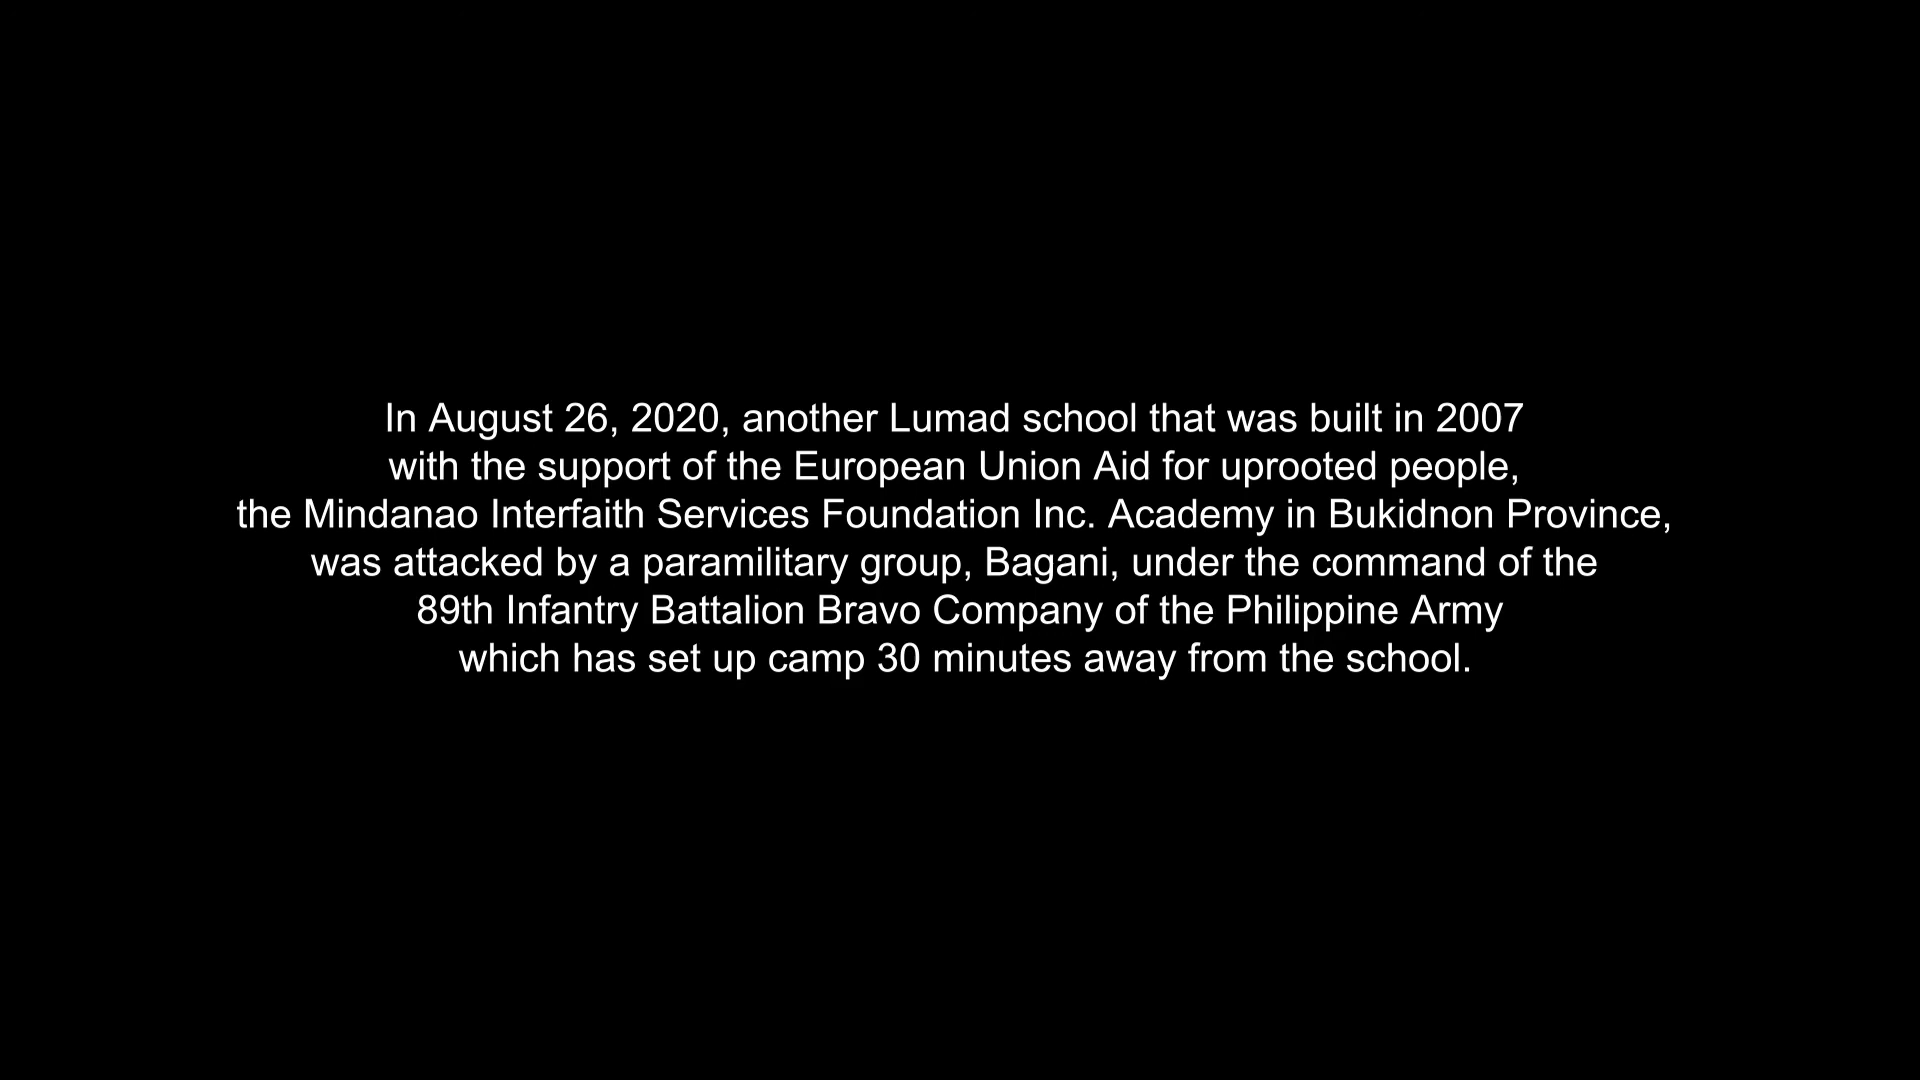 In August 26, 2020, another Lumad school that was built in 2007
with the support of the European Union Aid for uprooted people,
the Mindanao Interfaith Services Foundation Inc. Academy in Bukidnon Province,
was attacked by a paramilitary group, Bagani, under the command of the
89th Infantry Battalion Bravo Company of the Philippine Army
which has set up camp 30 minutes away from the school.